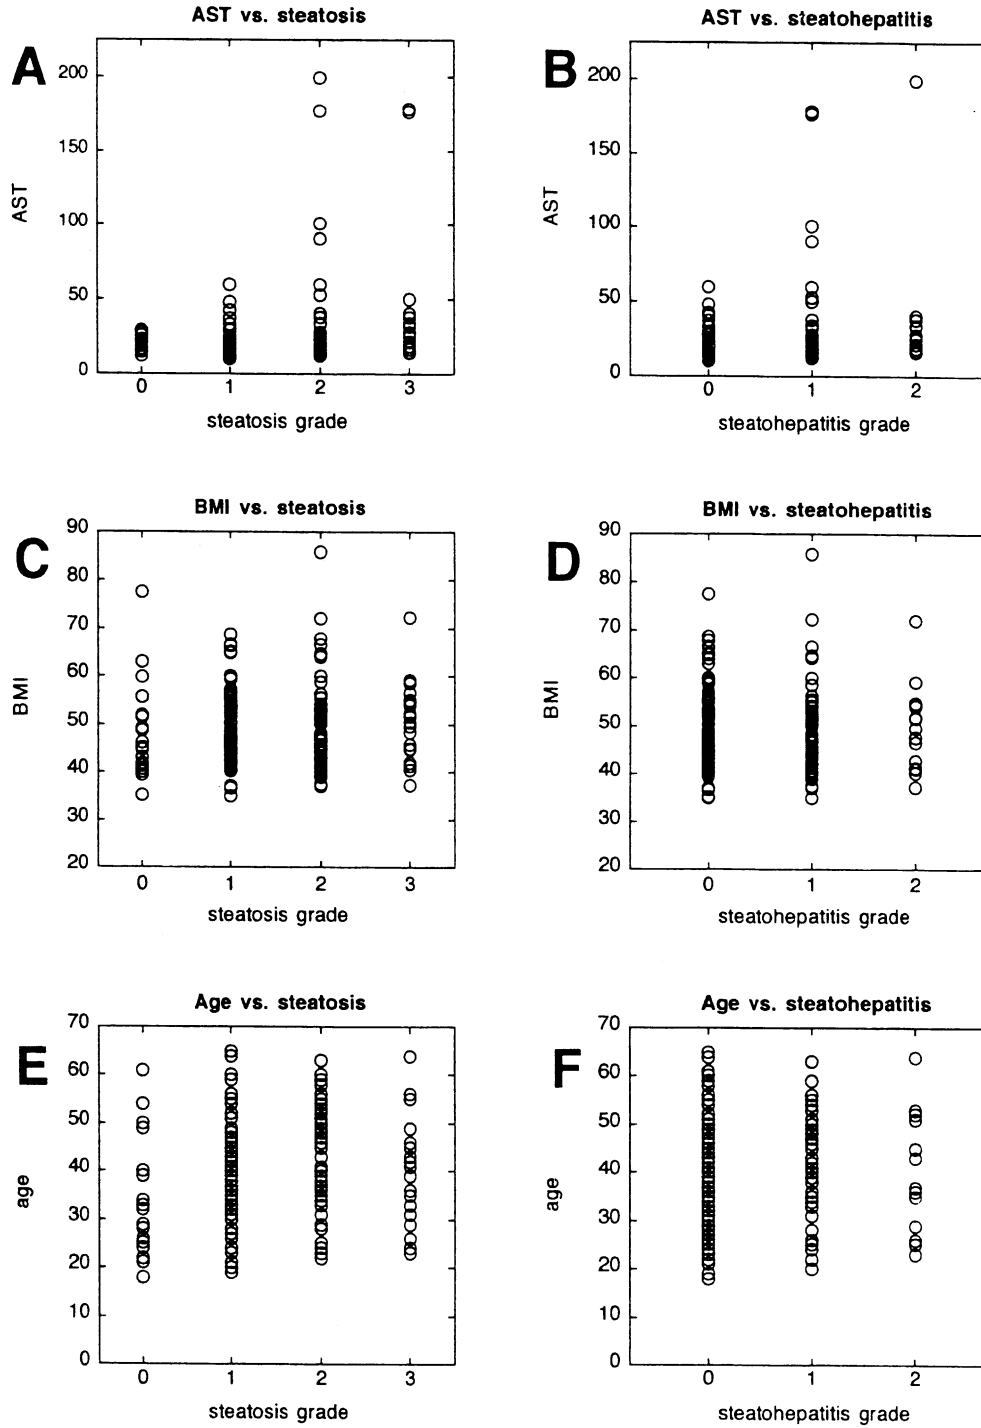 AST vs. steatosis
A
200
150
100
50
0
AST
0 1 2 3
steatosis grade
AST vs. steatohepatitis
B
200
150
100
50
0
AST
0 1 2
steatohepatitis grade
BMI vs. steatosis
C
90
80
70
60
50
40
30
20
BMI
0 1 2 3
steatosis grade
BMI vs. steatohepatitis
D
90
80
70
60
50
40
30
20
BMI
0 1 2
steatohepatitis grade
Age vs. steatosis
E
70
60
50
40
30
20
10
0
age
0 1 2 3
steatosis grade
Age vs. steatohepatitis
F
70
60
50
40
30
20
10
0
age
0 1 2
steatohepatitis grade